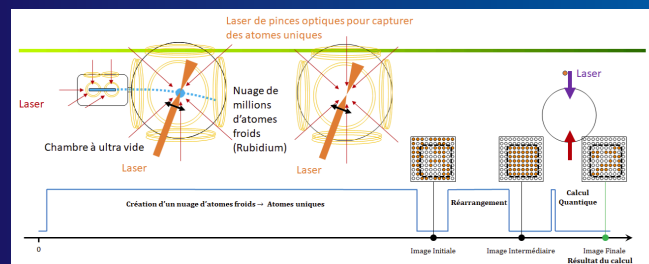 Laser de pinces optiques pour capturer
des atomes uniques
Laser
Nuage de
millions
d'atomes
froids
(Rubidium)
Laser
Chambre à ultra vide
Laser
Laser
Création d'un nuage d'atomes froids → Atomes uniques
Réarrangement
Calcul
Quantique
0
Image Initiale
Image Intermédiaire
Image Finale
Résultat du calcul